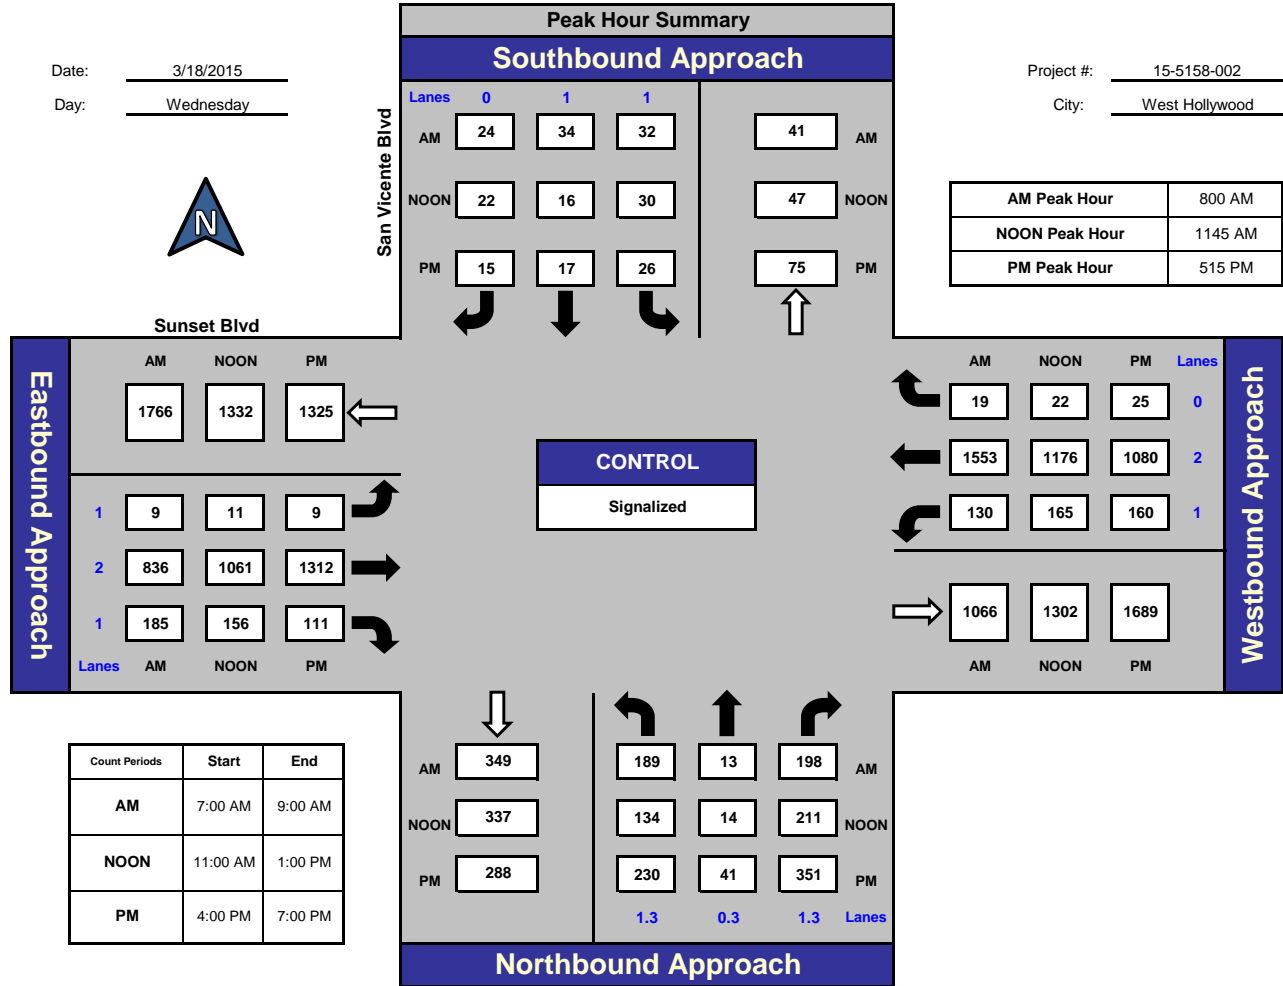 Peak Hour Summary
Southbound Approach
Date: 3/18/2015
Day: Wednesday
Project #: 15-5158-002
City: West Hollywood
San Vicente Blvd
Lanes 0 1 1
AM 24 34 32 41 AM
NOON 22 16 30 47 NOON
PM 15 17 26 75 PM
N
AM Peak Hour 800 AM
NOON Peak Hour 1145 AM
PM Peak Hour 515 PM
Sunset Blvd
Eastbound Approach
AM NOON PM
1766 1332 1325
1 9 11 9
2 836 1061 1312
1 185 156 111
Lanes AM NOON PM
CONTROL
Signalized
AM NOON PM Lanes
19 22 25 0
1553 1176 1080 2
130 165 160 1
1066 1302 1689
AM NOON PM
Westbound Approach
Count Periods Start End
AM 7:00 AM 9:00 AM
NOON 11:00 AM 1:00 PM
PM 4:00 PM 7:00 PM
AM 349 189 13 198 AM
NOON 337 134 14 211 NOON
PM 288 230 41 351 PM
1.3 0.3 1.3 Lanes
Northbound Approach